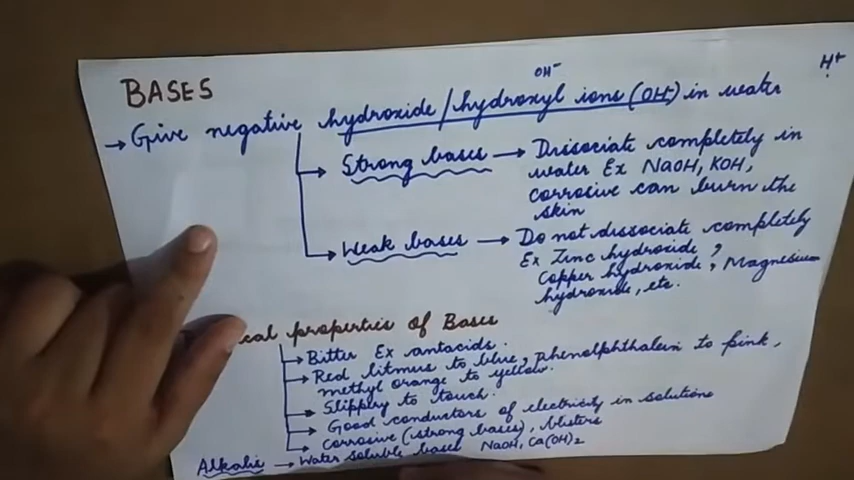 BASES
OH⁻
H⁺
→ Give negative hydroxide/hydroxyl ions (OH⁻) in water
Strong bases → Dissociate completely in
water Ex NaOH, KOH,
corrosive can burn the
skin
Weak bases → Do not dissociate completely
Ex Zinc hydroxide,
copper hydroxide, Magnesium
hydroxide, etc.
cal properties of Bases
→ Bitter Ex antacids.
→ Red litmus to blue, phenolphthalein to pink,
methyl orange to yellow.
→ Slippery to touch.
→ Good conductors of electricity in solutions
→ Corrosive (strong bases), blisters
Alkalis → Water soluble bases NaOH, Ca(OH)₂